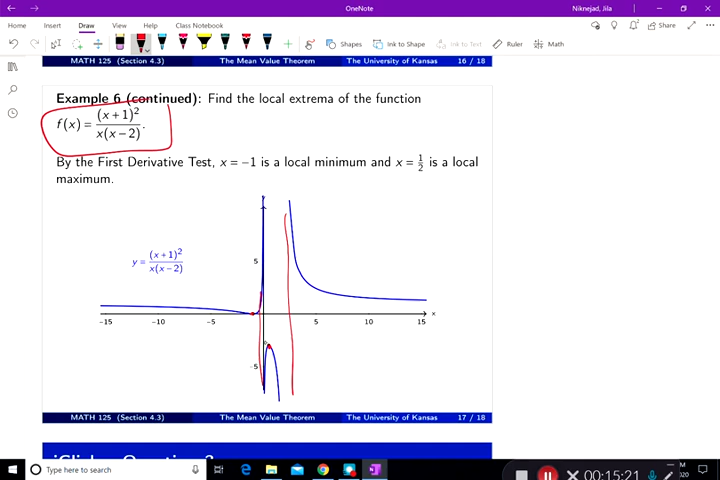 OneNote
Niknejad, Jila
Home Insert Draw View Help Class Notebook Share
Shapes Ink to Shape Ink to Text Ruler Math
MATH 125 (Section 4.3) The Mean Value Theorem The University of Kansas 16 / 18
Example 6 (continued): Find the local extrema of the function
f(x) = (x + 1)² / x(x − 2).
By the First Derivative Test, x = −1 is a local minimum and x = 1/2 is a local
maximum.
y = (x + 1)² / x(x − 2)
5
−15 −10 −5 5 10 15 x
−5
MATH 125 (Section 4.3) The Mean Value Theorem The University of Kansas 17 / 18
Type here to search
00:15:21